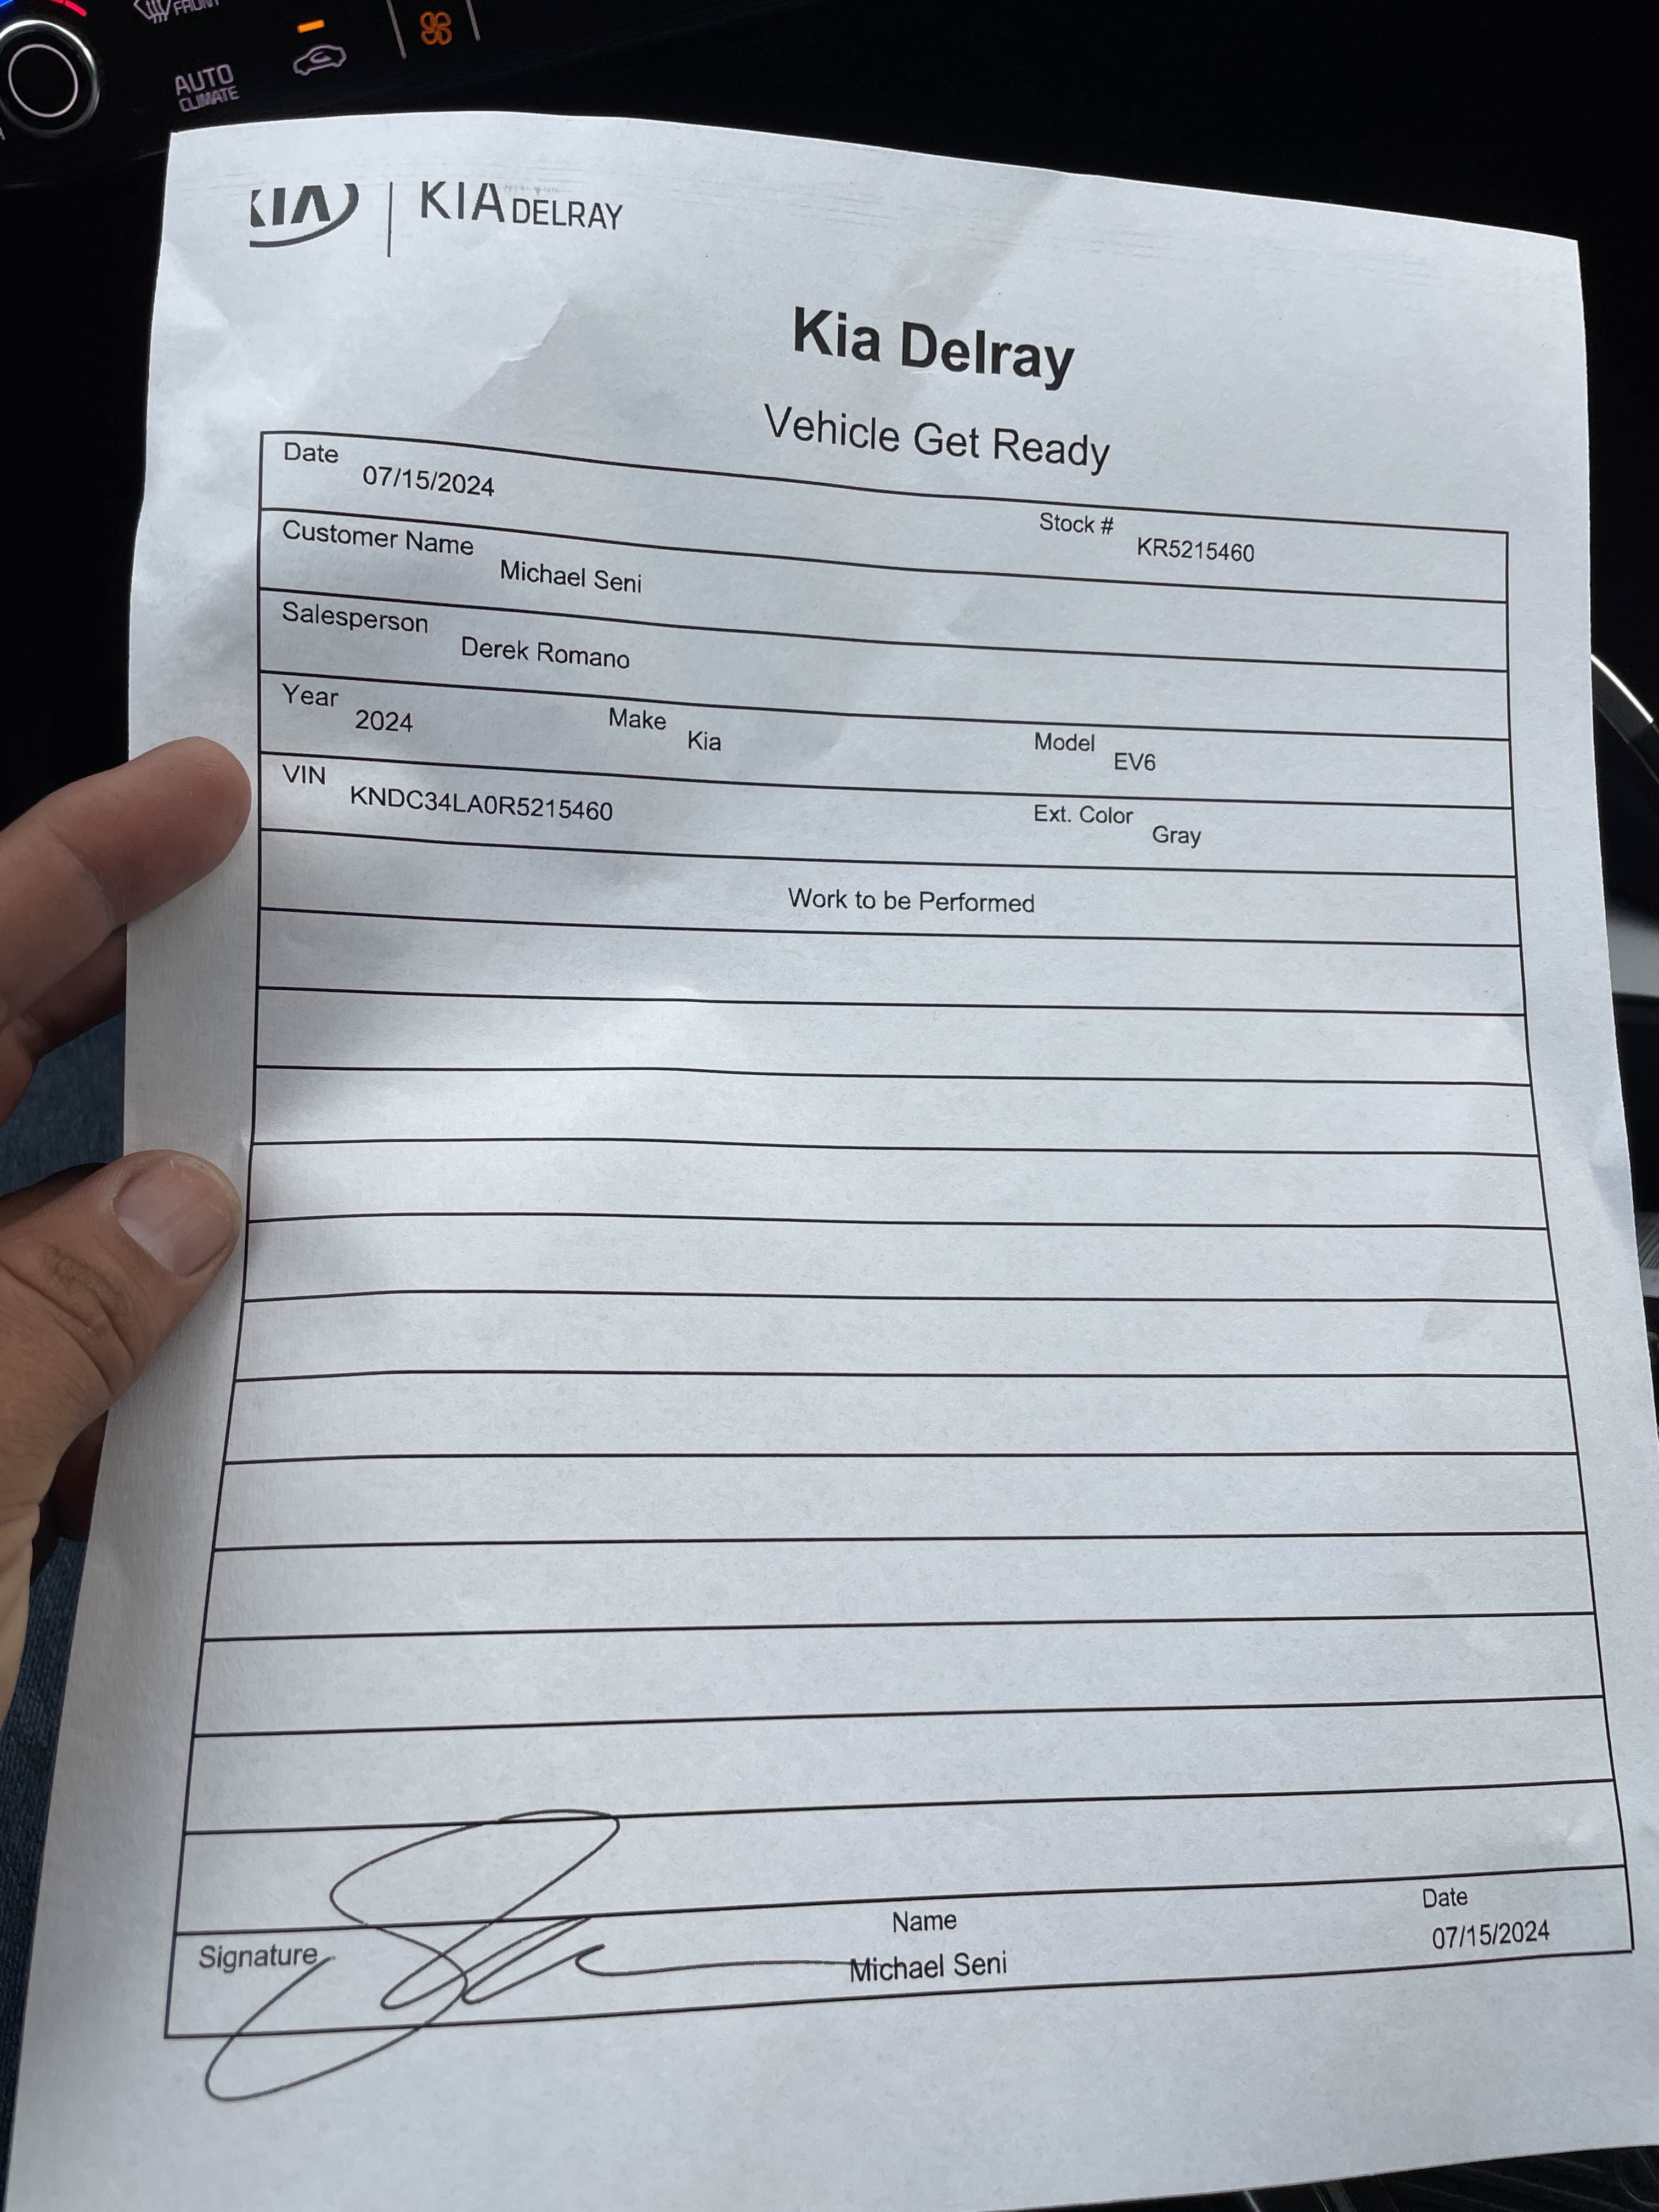 FRONT
AUTO
CLIMATE
KIA | KIA DELRAY
Kia Delray
Vehicle Get Ready
Date 07/15/2024 Stock # KR5215460
Customer Name Michael Seni
Salesperson Derek Romano
Year 2024 Make Kia Model EV6
VIN KNDC34LA0R5215460 Ext. Color Gray
Work to be Performed
Signature Name Date
Michael Seni 07/15/2024